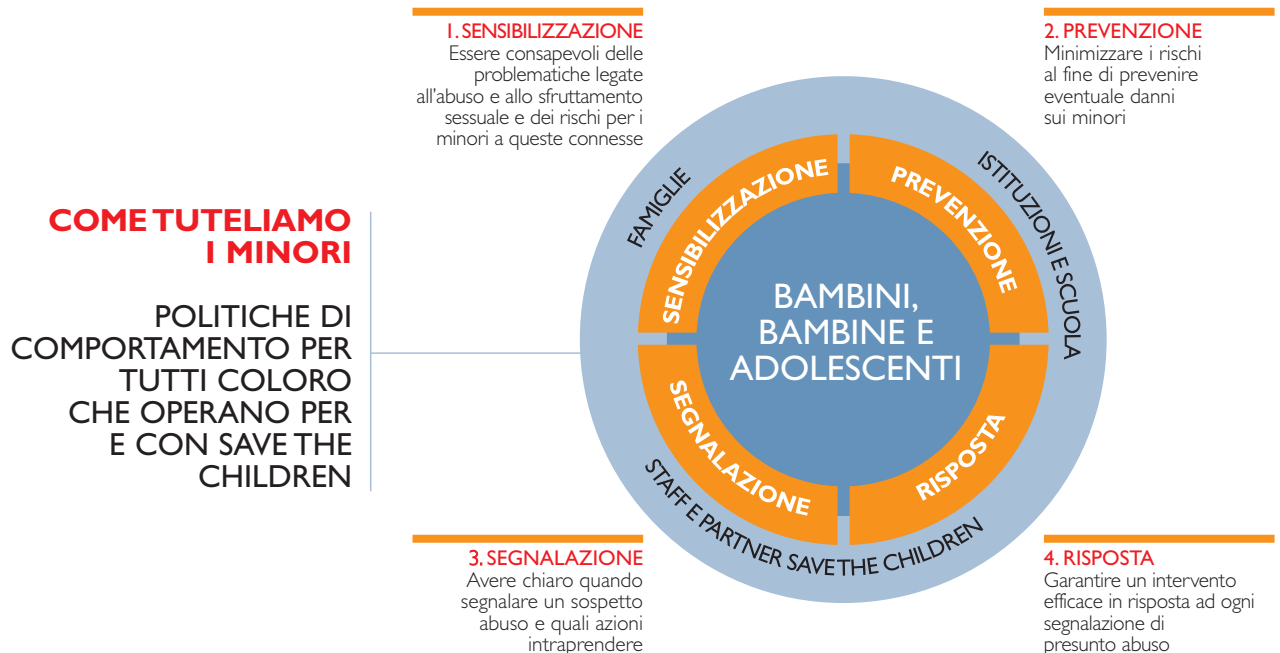 1. SENSIBILIZZAZIONE
Essere consapevoli delle
problematiche legate
all'abuso e allo sfruttamento
sessuale e dei rischi per i
minori a queste connesse
2. PREVENZIONE
Minimizzare i rischi
al fine di prevenire
eventuale danni
sui minori
COME TUTELIAMO
I MINORI
POLITICHE DI
COMPORTAMENTO PER
TUTTI COLORO
CHE OPERANO PER
E CON SAVE THE
CHILDREN
FAMIGLIE
ISTITUZIONI E SCUOLA
STAFF E PARTNER SAVE THE CHILDREN
SENSIBILIZZAZIONE
PREVENZIONE
SEGNALAZIONE
RISPOSTA
BAMBINI,
BAMBINE E
ADOLESCENTI
3. SEGNALAZIONE
Avere chiaro quando
segnalare un sospetto
abuso e quali azioni
intraprendere
4. RISPOSTA
Garantire un intervento
efficace in risposta ad ogni
segnalazione di
presunto abuso